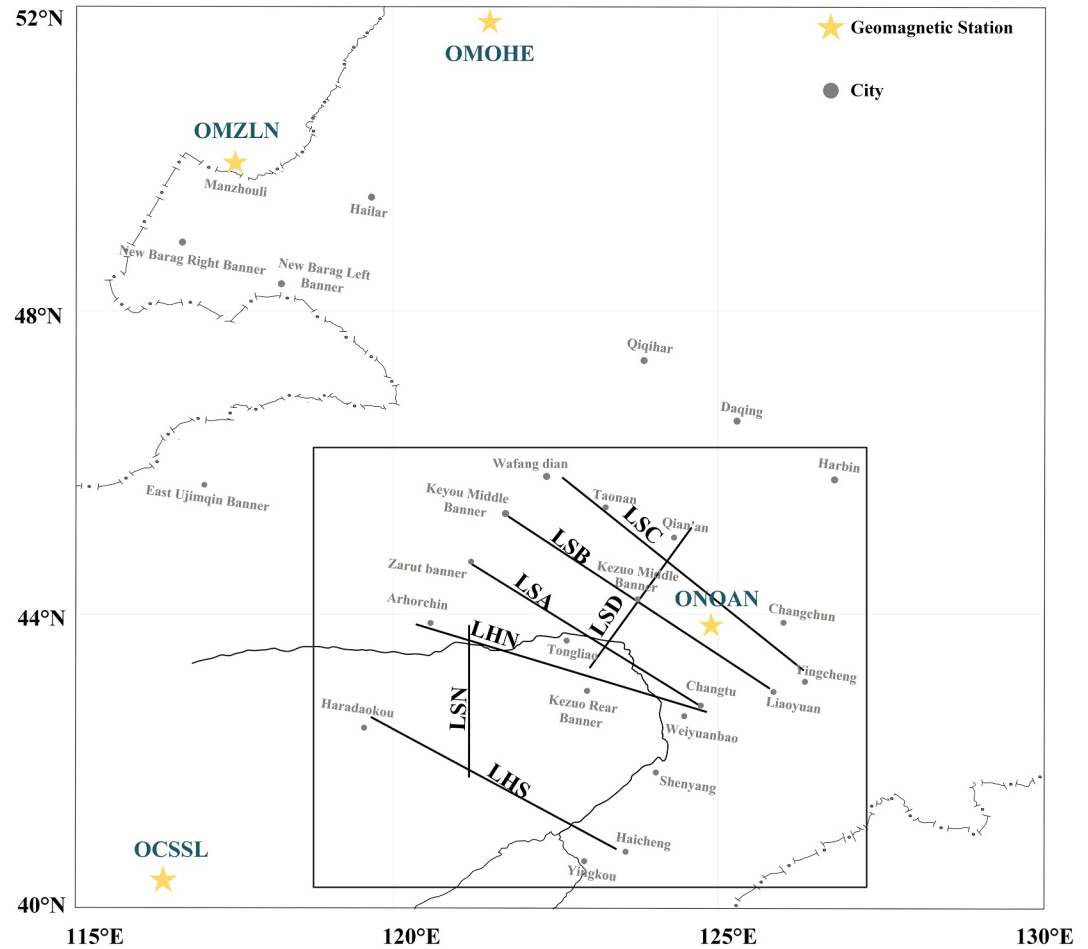 52°N
OMOHE
Geomagnetic Station
City
OMZLN
Manzhouli
Hailar
New Barag Right Banner
New Barag Left
Banner
48°N
Qiqihar
Daqing
Wafang dian
Harbin
East Ujimqin Banner
Keyou Middle
Banner
Taonan
LSC
Qian'an
LSB
Zarut banner
Kezuo Middle
Banner
LSA
Arhorchin
LSD
ONOAN
44°N
Changchun
LHN
Tongliao
Yingcheng
LSN
Kezuo Rear
Banner
Changtu
Liaoyuan
Haradaokou
Weiyuanbao
LHS
Shenyang
Haicheng
Yingkou
OCSSL
40°N
115°E
120°E
125°E
130°E